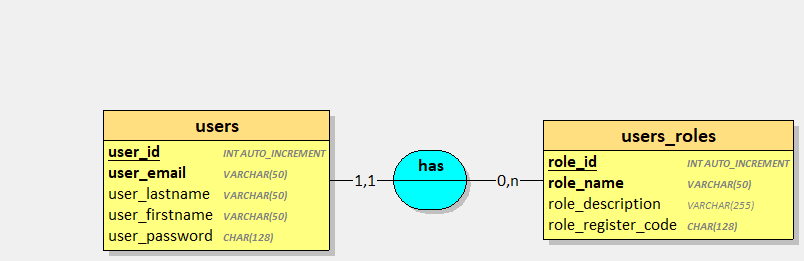 users
user_id INT AUTO_INCREMENT
user_email VARCHAR(50)
user_lastname VARCHAR(50)
user_firstname VARCHAR(50)
user_password CHAR(128)
1,1
has
0,n
users_roles
role_id INT AUTO_INCREMENT
role_name VARCHAR(50)
role_description VARCHAR(255)
role_register_code CHAR(128)